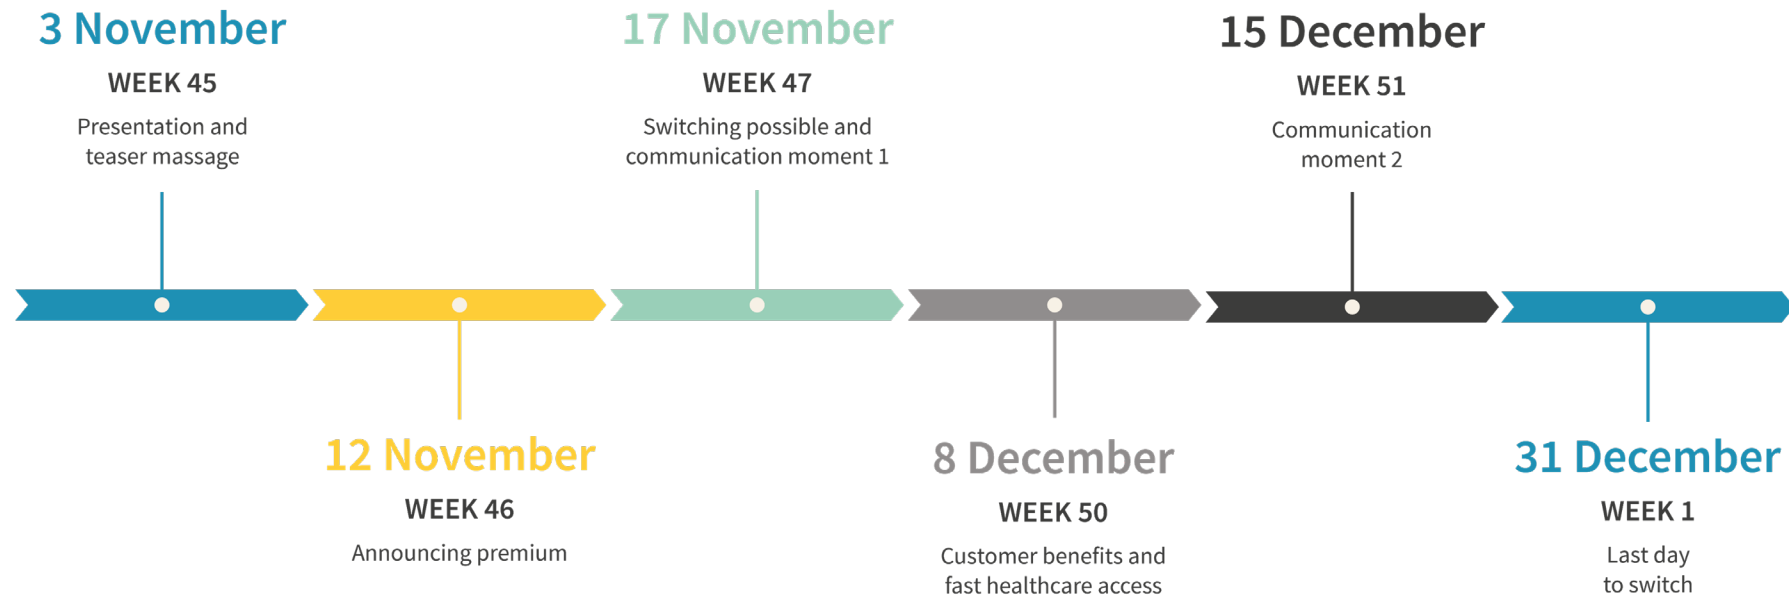 3 November
WEEK 45
Presentation and
teaser massage
12 November
WEEK 46
Announcing premium
17 November
WEEK 47
Switching possible and
communication moment 1
8 December
WEEK 50
Customer benefits and
fast healthcare access
15 December
WEEK 51
Communication
moment 2
31 December
WEEK 1
Last day
to switch